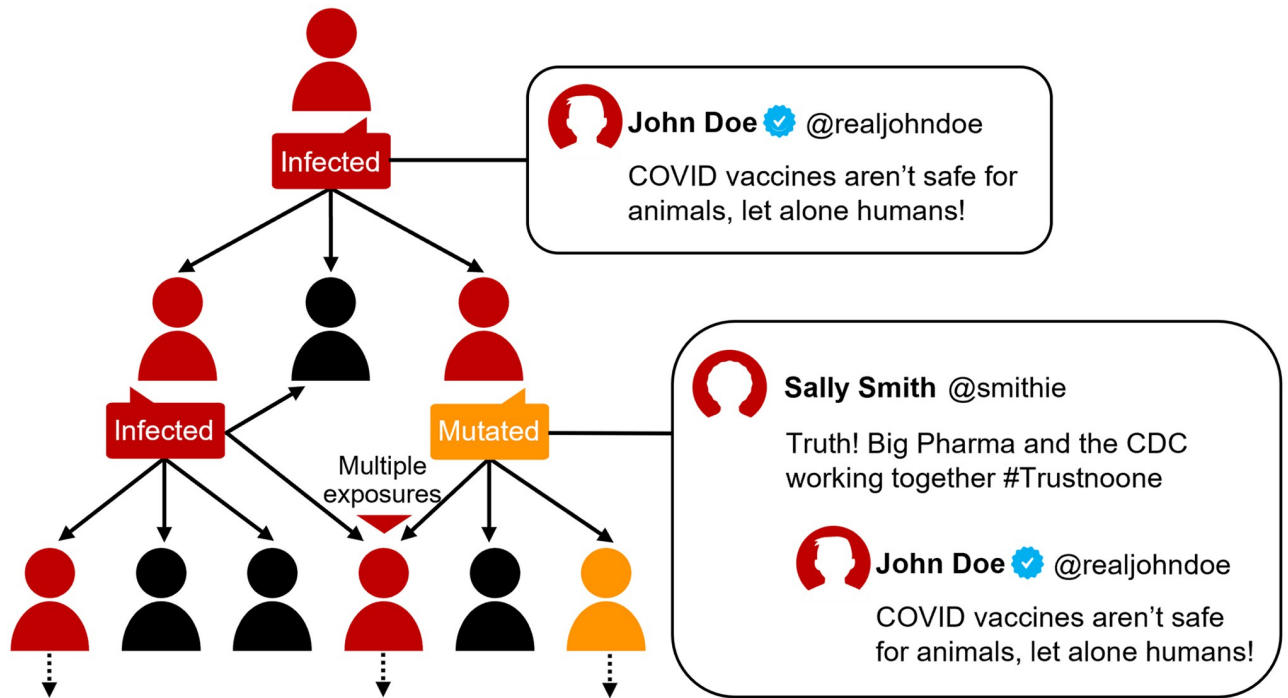 John Doe @realjohndoe
Infected
COVID vaccines aren't safe for
animals, let alone humans!
Infected
Mutated
Multiple
exposures
Sally Smith @smithie
Truth! Big Pharma and the CDC
working together #Trustnoone
John Doe @realjohndoe
COVID vaccines aren't safe
for animals, let alone humans!